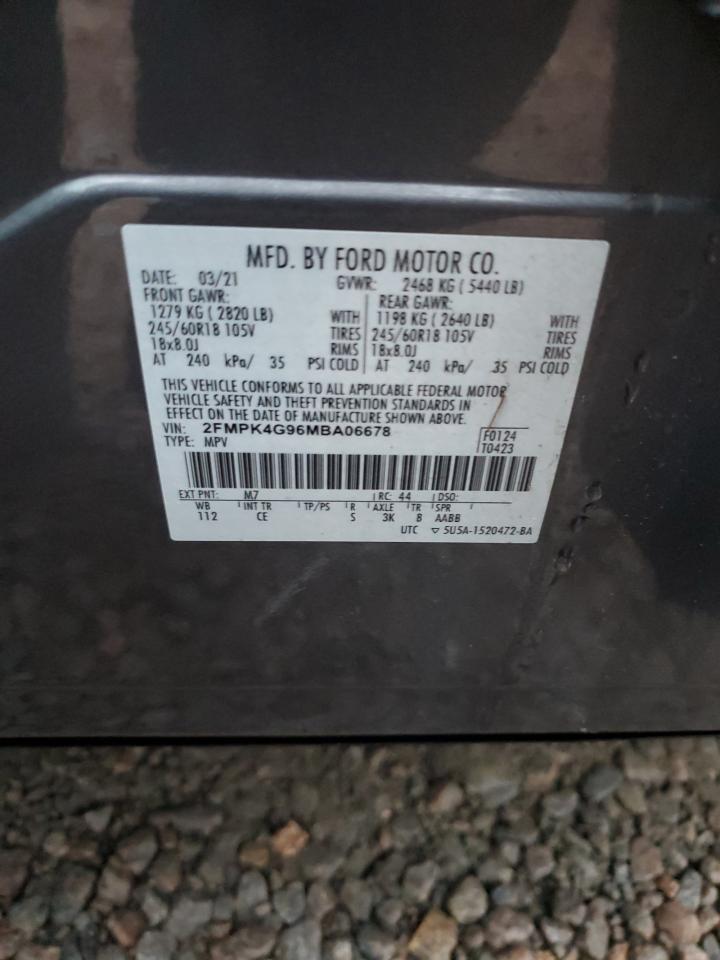 MFD. BY FORD MOTOR CO.
DATE: 03/21 GVWR: 2468 KG ( 5440 LB)
FRONT GAWR: REAR GAWR:
1279 KG ( 2820 LB) WITH 1198 KG ( 2640 LB) WITH
245/60R18 105V TIRES 245/60R18 105V TIRES
18x8.0J RIMS 18x8.0J RIMS
AT 240 kPa/ 35 PSI COLD AT 240 kPa/ 35 PSI COLD
THIS VEHICLE CONFORMS TO ALL APPLICABLE FEDERAL MOTOR
VEHICLE SAFETY AND THEFT PREVENTION STANDARDS IN
EFFECT ON THE DATE OF MANUFACTURE SHOWN ABOVE.
VIN: 2FMPK4G96MBA06678 F0124
TYPE: MPV T0423
EXT PNT: M7 RC: 44 DSO:
WB INT TR TP/PS R AXLE TR SPR
112 CE S 3K 8 AABB
UTC ▽ 5U5A-1520472-BA